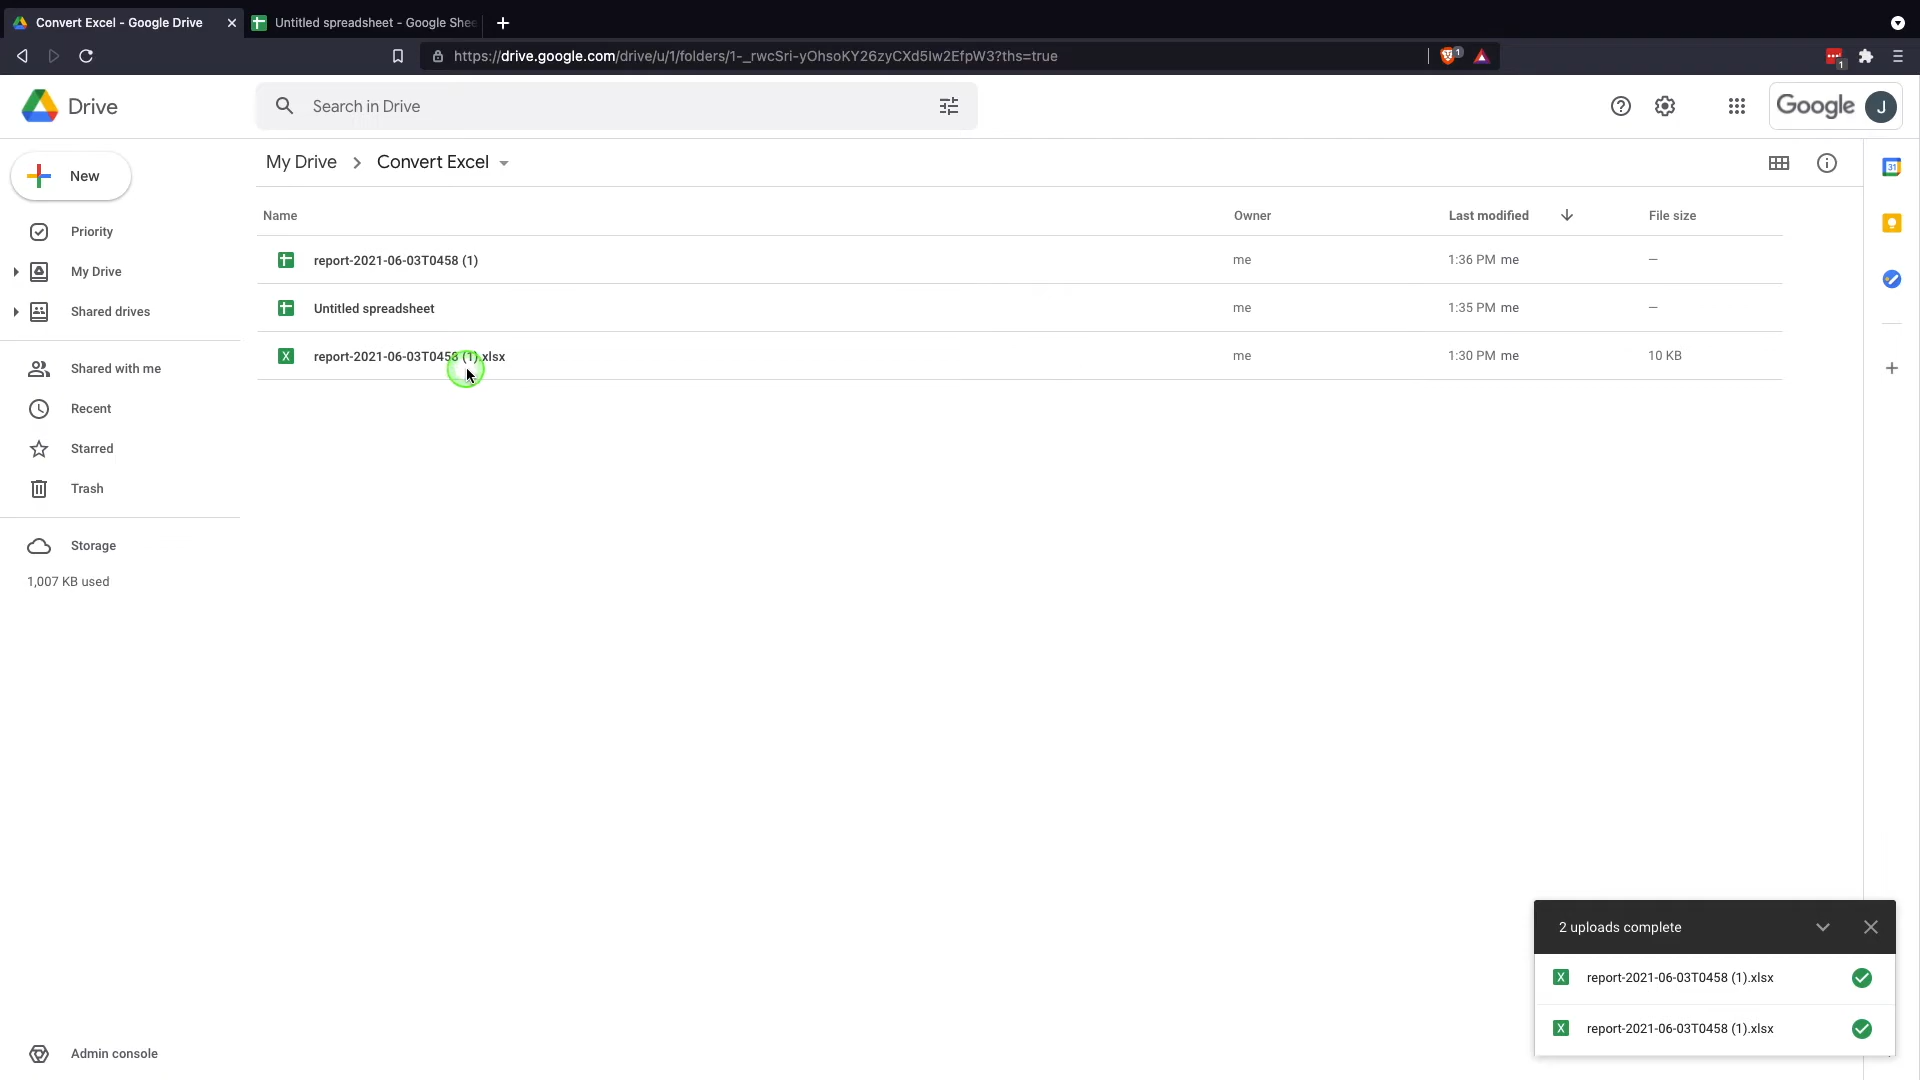 Convert Excel - Google Drive
Untitled spreadsheet - Google Shee
https://drive.google.com/drive/u/1/folders/1-_rwcSri-yOhsoKY26zyCXd5Iw2EfpW3?ths=true
1
1
Drive
Search in Drive
Google
J
New
My Drive
Convert Excel
31
Name
Owner
Last modified
File size
Priority
report-2021-06-03T0458 (1)
me
1:36 PM me
–
My Drive
Untitled spreadsheet
me
1:35 PM me
–
Shared drives
X
report-2021-06-03T0458 (1).xlsx
me
1:30 PM me
10 KB
Shared with me
Recent
Starred
Trash
Storage
1,007 KB used
2 uploads complete
X
report-2021-06-03T0458 (1).xlsx
X
report-2021-06-03T0458 (1).xlsx
Admin console